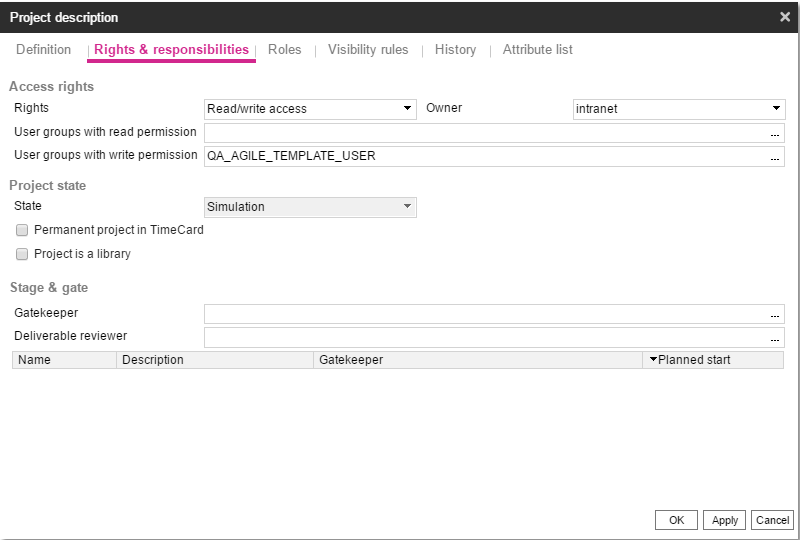 Project description
Definition Rights & responsibilities Roles Visibility rules History Attribute list
Access rights
Rights Read/write access Owner intranet
User groups with read permission ...
User groups with write permission QA_AGILE_TEMPLATE_USER ...
Project state
State Simulation
Permanent project in TimeCard
Project is a library
Stage & gate
Gatekeeper ...
Deliverable reviewer ...
Name Description Gatekeeper Planned start
OK Apply Cancel